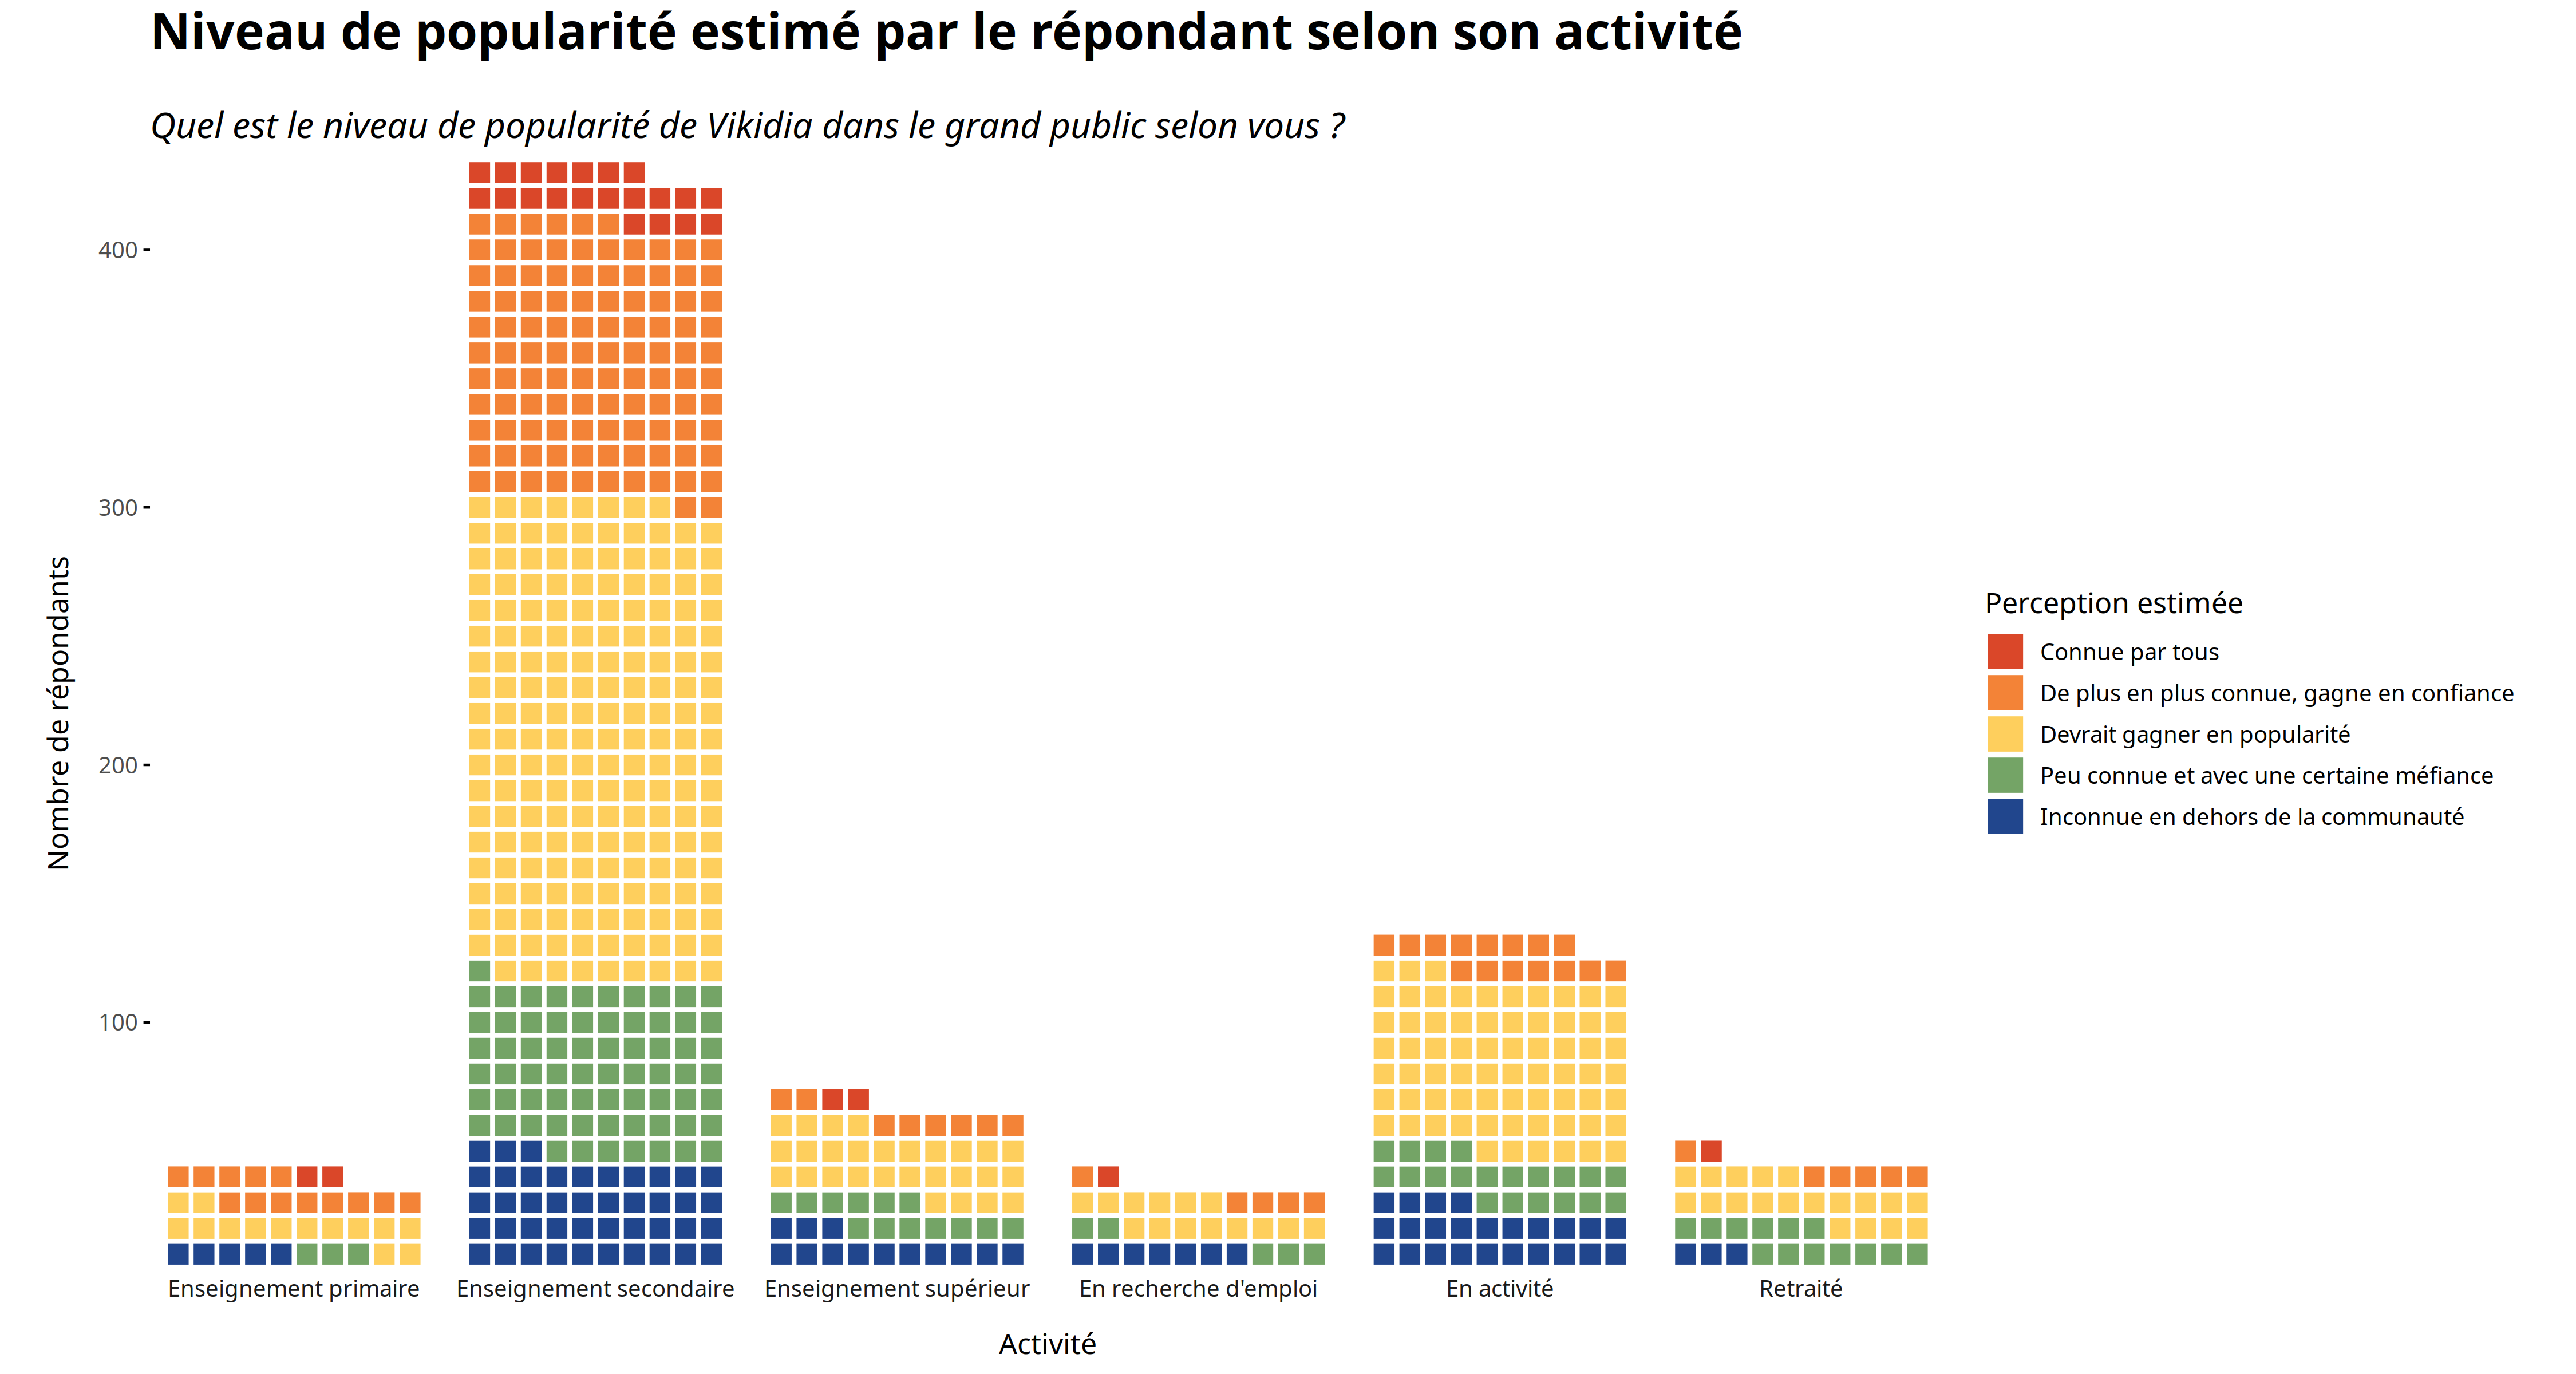 Niveau de popularité estimé par le répondant selon son activité
Quel est le niveau de popularité de Vikidia dans le grand public selon vous ?
Nombre de répondants
400
300
200
100
Enseignement primaire
Enseignement secondaire
Enseignement supérieur
En recherche d'emploi
En activité
Retraité
Activité
Perception estimée
Connue par tous
De plus en plus connue, gagne en confiance
Devrait gagner en popularité
Peu connue et avec une certaine méfiance
Inconnue en dehors de la communauté